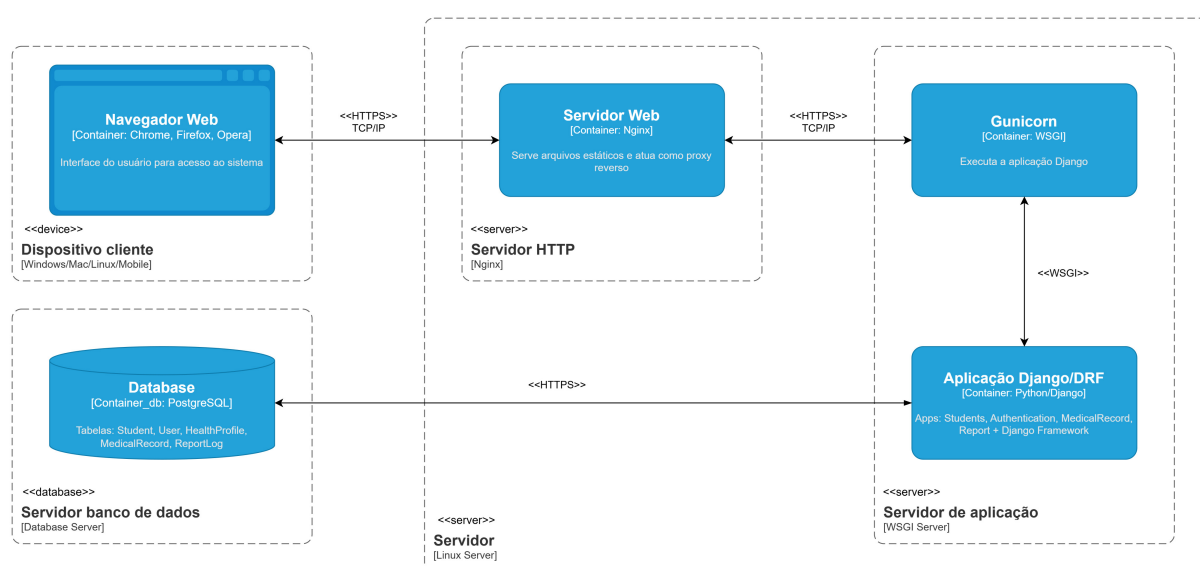 Navegador Web
[Container: Chrome, Firefox, Opera]
Interface do usuário para acesso ao sistema
<<device>>
Dispositivo cliente
[Windows/Mac/Linux/Mobile]
<<HTTPS>>
TCP/IP
Servidor Web
[Container: Nginx]
Serve arquivos estáticos e atua como proxy
reverso
<<server>>
Servidor HTTP
[Nginx]
<<HTTPS>>
TCP/IP
Gunicorn
[Container: WSGI]
Executa a aplicação Django
<<WSGI>>
Database
[Container_db: PostgreSQL]
Tabelas: Student, User, HealthProfile,
MedicalRecord, ReportLog
<<database>>
Servidor banco de dados
[Database Server]
<<HTTPS>>
Aplicação Django/DRF
[Container: Python/Django]
Apps: Students, Authentication, MedicalRecord,
Report + Django Framework
<<server>>
Servidor de aplicação
[WSGI Server]
<<server>>
Servidor
[Linux Server]